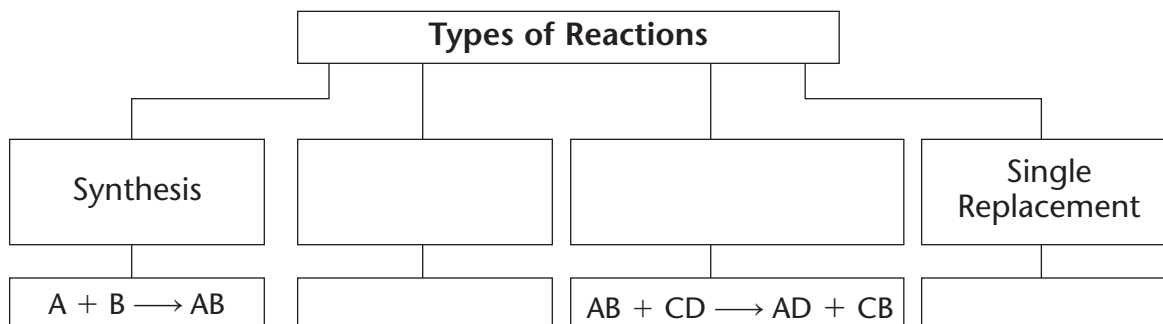 Types of Reactions
Synthesis
Single
Replacement
A + B ⟶ AB
AB + CD ⟶ AD + CB